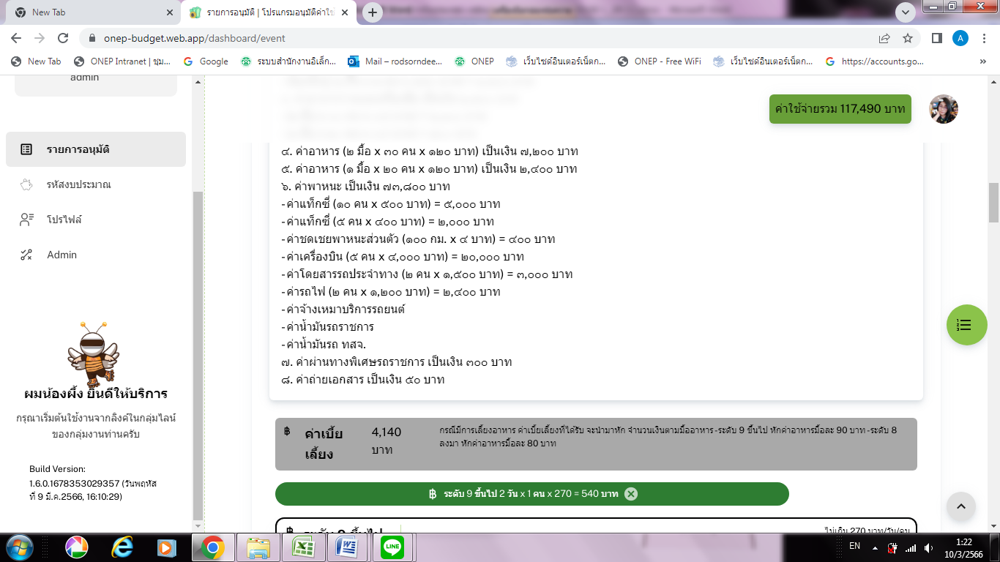 New Tab
รายการอนุมัติ | โปรแกรมอนุมัติค่าใช้
onep-budget.web.app/dashboard/event
A
New Tab
ONEP Intranet | ชุม...
Google
ระบบสำนักงานอิเล็ก...
Mail – rodsorndee...
ONEP
เว็บไซต์อินเตอร์เน็ตก...
ONEP - Free WiFi
เว็บไซต์อินเตอร์เน็ตก...
https://accounts.go...
admin
ค่าใช้จ่ายรวม 117,490 บาท
รายการอนุมัติ
รหัสงบประมาณ
โปรไฟล์
Admin
ผมน้องผึ้ง ยินดีให้บริการ
กรุณาเริ่มต้นใช้งานจากลิงค์ในกลุ่มไลน์
ของกลุ่มงานท่านครับ
Build Version:
1.6.0.1678353029357 (วันพฤหัส
ที่ 9 มี.ค.2566, 16:10:29)
๔. ค่าอาหาร (๒ มื้อ x ๓๐ คน x ๑๒๐ บาท) เป็นเงิน ๗,๒๐๐ บาท
๕. ค่าอาหาร (๑ มื้อ x ๒๐ คน x ๑๒๐ บาท) เป็นเงิน ๒,๔๐๐ บาท
๖. ค่าพาหนะ เป็นเงิน ๗๓,๘๐๐ บาท
-ค่าแท็กซี่ (๑๐ คน x ๕๐๐ บาท) = ๕,๐๐๐ บาท
-ค่าแท็กซี่ (๕ คน x ๔๐๐ บาท) = ๒,๐๐๐ บาท
-ค่าชดเชยพาหนะส่วนตัว (๑๐๐ กม. x ๔ บาท) = ๔๐๐ บาท
-ค่าเครื่องบิน (๕ คน x ๔,๐๐๐ บาท) = ๒๐,๐๐๐ บาท
-ค่าโดยสารรถประจำทาง (๒ คน x ๑,๕๐๐ บาท) = ๓,๐๐๐ บาท
-ค่ารถไฟ (๒ คน x ๑,๒๐๐ บาท) = ๒,๔๐๐ บาท
-ค่าจ้างเหมาบริการรถยนต์
-ค่าน้ำมันรถราชการ
-ค่าน้ำมันรถ ทสจ.
๗. ค่าผ่านทางพิเศษรถราชการ เป็นเงิน ๓๐๐ บาท
๘. ค่าถ่ายเอกสาร เป็นเงิน ๕๐ บาท
฿ ค่าเบี้ย
เลี้ยง
4,140
บาท
กรณีมีการเลี้ยงอาหาร ค่าเบี้ยเลี้ยงที่ได้รับ จะนำมาหัก จำนวนเงินตามมื้ออาหาร -ระดับ 9 ขึ้นไป หักค่าอาหารมื้อละ 90 บาท -ระดับ 8
ลงมา หักค่าอาหารมื้อละ 80 บาท
฿ ระดับ 9 ขึ้นไป 2 วัน x 1 คน x 270 = 540 บาท
฿ ระดับ 9 ขึ้นไป
ไม่เกิน 270 บาท/วัน/คน
LINE
EN
1:22
10/3/2566